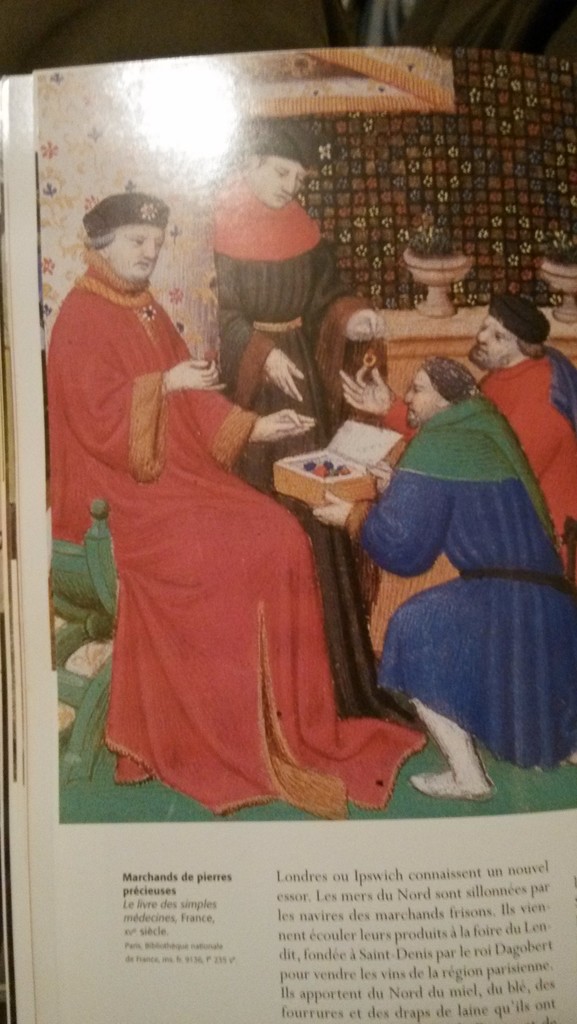 Marchands de pierres
précieuses
Le livre des simples
médecines, France,
XVe siècle.
Paris, Bibliothèque nationale
de France, ms. fr. 9136, f° 235 v°.
Londres ou Ipswich connaissent un nouvel
essor. Les mers du Nord sont sillonnées par
les navires des marchands frisons. Ils vien-
nent écouler leurs produits à la foire du Len-
dit, fondée à Saint-Denis par le roi Dagobert
pour vendre les vins de la région parisienne.
Ils apportent du Nord du miel, du blé, des
fourrures et des draps de laine qu'ils ont
de